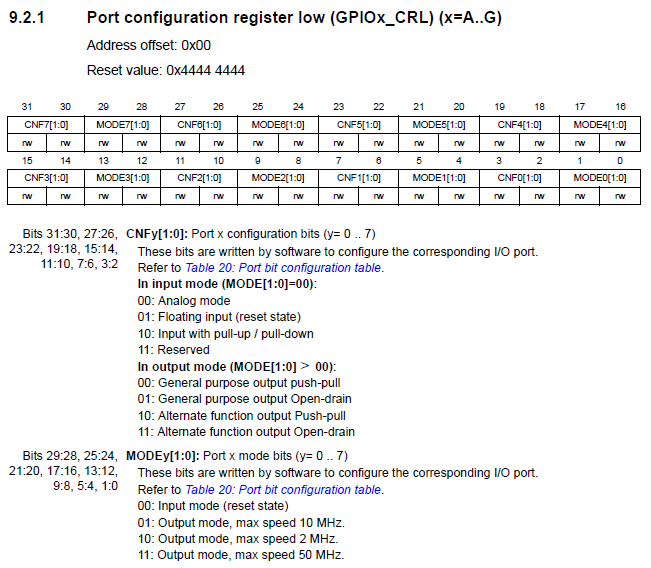 9.2.1 Port configuration register low (GPIOx_CRL) (x=A..G)
Address offset: 0x00
Reset value: 0x4444 4444
31 30 29 28 27 26 25 24 23 22 21 20 19 18 17 16
CNF7[1:0] MODE7[1:0] CNF6[1:0] MODE6[1:0] CNF5[1:0] MODE5[1:0] CNF4[1:0] MODE4[1:0]
rw rw rw rw rw rw rw rw rw rw rw rw rw rw rw rw
15 14 13 12 11 10 9 8 7 6 5 4 3 2 1 0
CNF3[1:0] MODE3[1:0] CNF2[1:0] MODE2[1:0] CNF1[1:0] MODE1[1:0] CNF0[1:0] MODE0[1:0]
rw rw rw rw rw rw rw rw rw rw rw rw rw rw rw rw
Bits 31:30, 27:26, CNFy[1:0]: Port x configuration bits (y= 0 .. 7)
23:22, 19:18, 15:14, These bits are written by software to configure the corresponding I/O port.
11:10, 7:6, 3:2 Refer to Table 20: Port bit configuration table.
In input mode (MODE[1:0]=00):
00: Analog mode
01: Floating input (reset state)
10: Input with pull-up / pull-down
11: Reserved
In output mode (MODE[1:0] > 00):
00: General purpose output push-pull
01: General purpose output Open-drain
10: Alternate function output Push-pull
11: Alternate function output Open-drain
Bits 29:28, 25:24, MODEy[1:0]: Port x mode bits (y= 0 .. 7)
21:20, 17:16, 13:12, These bits are written by software to configure the corresponding I/O port.
9:8, 5:4, 1:0 Refer to Table 20: Port bit configuration table.
00: Input mode (reset state)
01: Output mode, max speed 10 MHz.
10: Output mode, max speed 2 MHz.
11: Output mode, max speed 50 MHz.